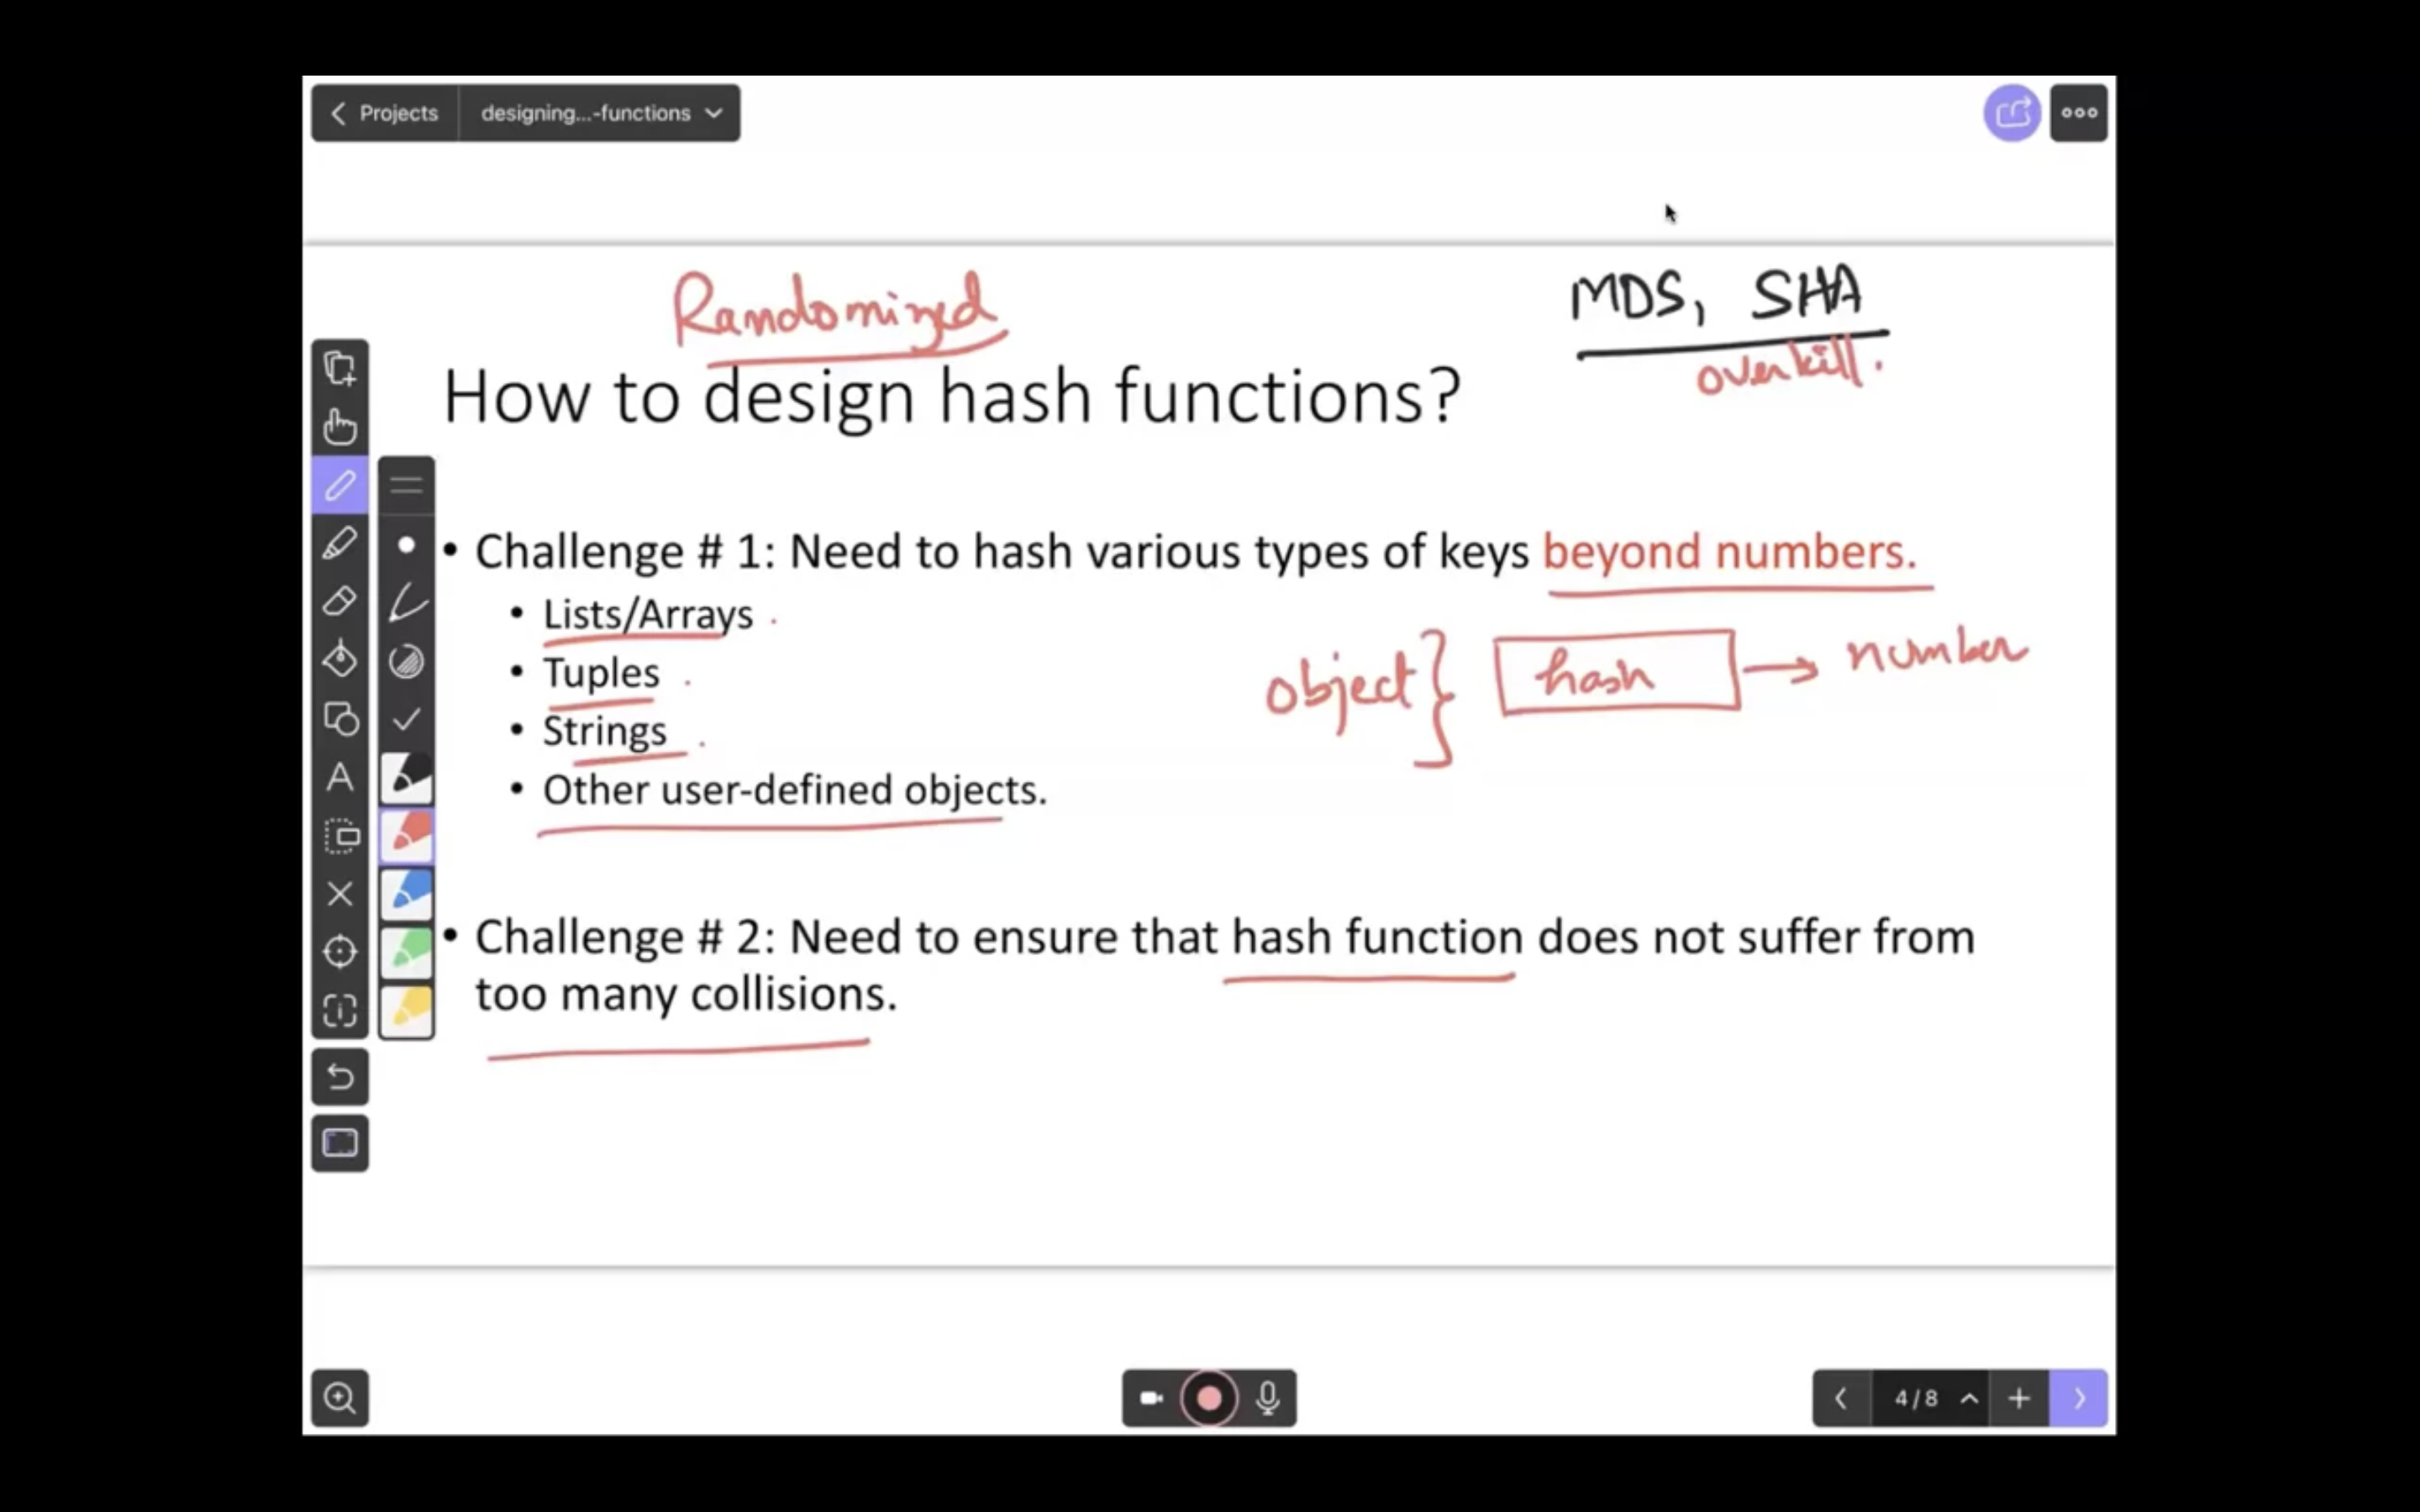 Projects designing...-functions
Randomized
MD5, SHA
overkill.
How to design hash functions?
• Challenge # 1: Need to hash various types of keys beyond numbers.
• Lists/Arrays
• Tuples
• Strings
• Other user-defined objects.
object} hash → number
• Challenge # 2: Need to ensure that hash function does not suffer from
too many collisions.
4/8